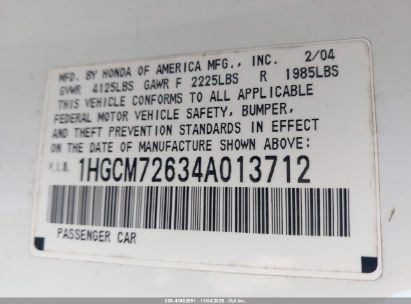 MFD. BY HONDA OF AMERICA MFG., INC. 2/04
GVWR 4125LBS GAWR F 2225LBS R 1985LBS
THIS VEHICLE CONFORMS TO ALL APPLICABLE
FEDERAL MOTOR VEHICLE SAFETY, BUMPER,
AND THEFT PREVENTION STANDARDS IN EFFECT
ON THE DATE OF MANUFACTURE SHOWN ABOVE:
V.I.N. 1HGCM72634A013712
PASSENGER CAR